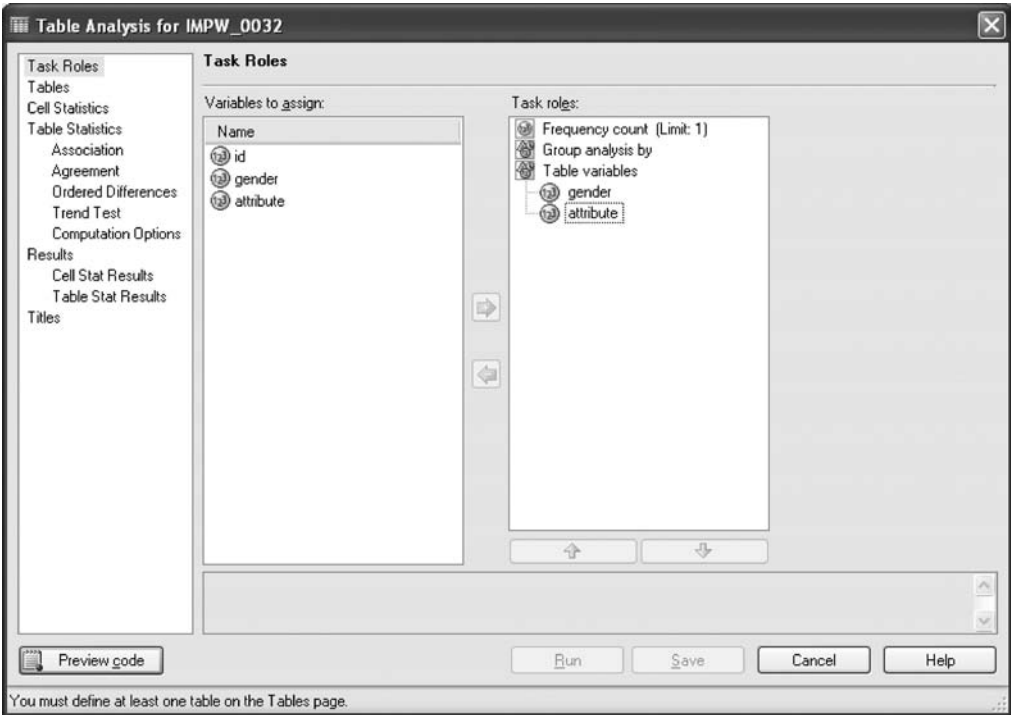 Table Analysis for IMPW_0032
Task Roles
Tables
Cell Statistics
Table Statistics
Association
Agreement
Ordered Differences
Trend Test
Computation Options
Results
Cell Stat Results
Table Stat Results
Titles
Task Roles
Variables to assign:
Name
id
gender
attribute
Task roles:
Frequency count (Limit: 1)
Group analysis by
Table variables
gender
attribute
Preview code
Run
Save
Cancel
Help
You must define at least one table on the Tables page.